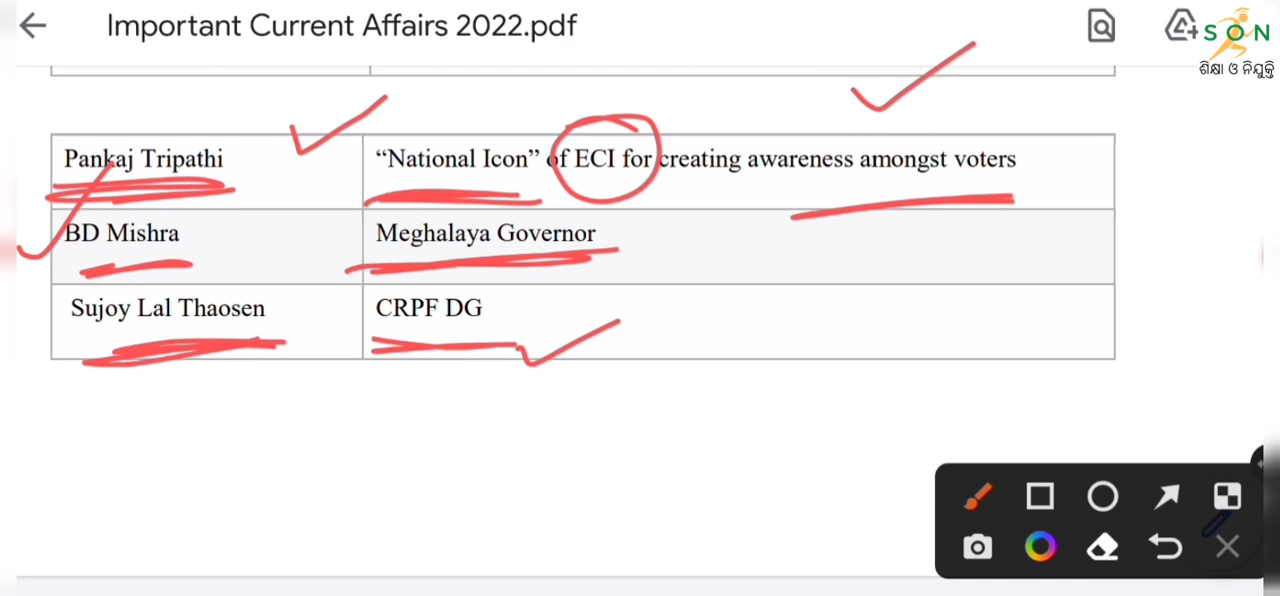 Important Current Affairs 2022.pdf
SON
ଶିକ୍ଷା ଓ ନିଯୁକ୍ତି
Pankaj Tripathi “National Icon” of ECI for creating awareness amongst voters
BD Mishra Meghalaya Governor
Sujoy Lal Thaosen CRPF DG